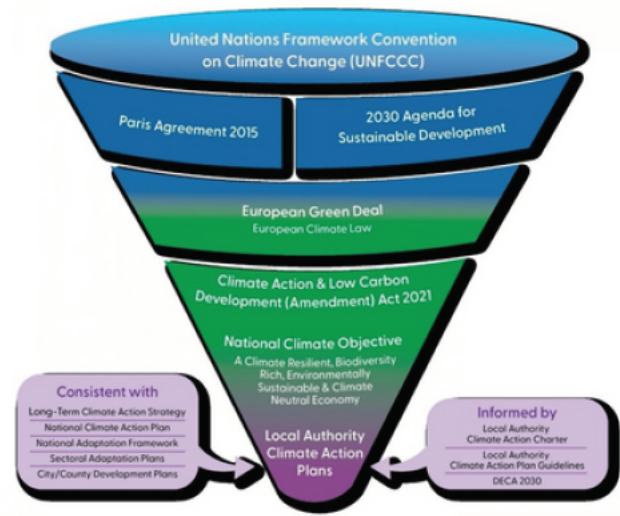 United Nations Framework Convention
on Climate Change (UNFCCC)
Paris Agreement 2015
2030 Agenda for
Sustainable Development
European Green Deal
European Climate Law
Climate Action & Low Carbon
Development (Amendment) Act 2021
National Climate Objective
A Climate Resilient, Biodiversity
Rich, Environmentally
Sustainable & Climate
Neutral Economy
Local Authority
Climate Action
Plans
Consistent with
Long-Term Climate Action Strategy
National Climate Action Plan
National Adaptation Framework
Sectoral Adaptation Plans
City/County Development Plans
Informed by
Local Authority
Climate Action Charter
Local Authority
Climate Action Plan Guidelines
DECA 2030